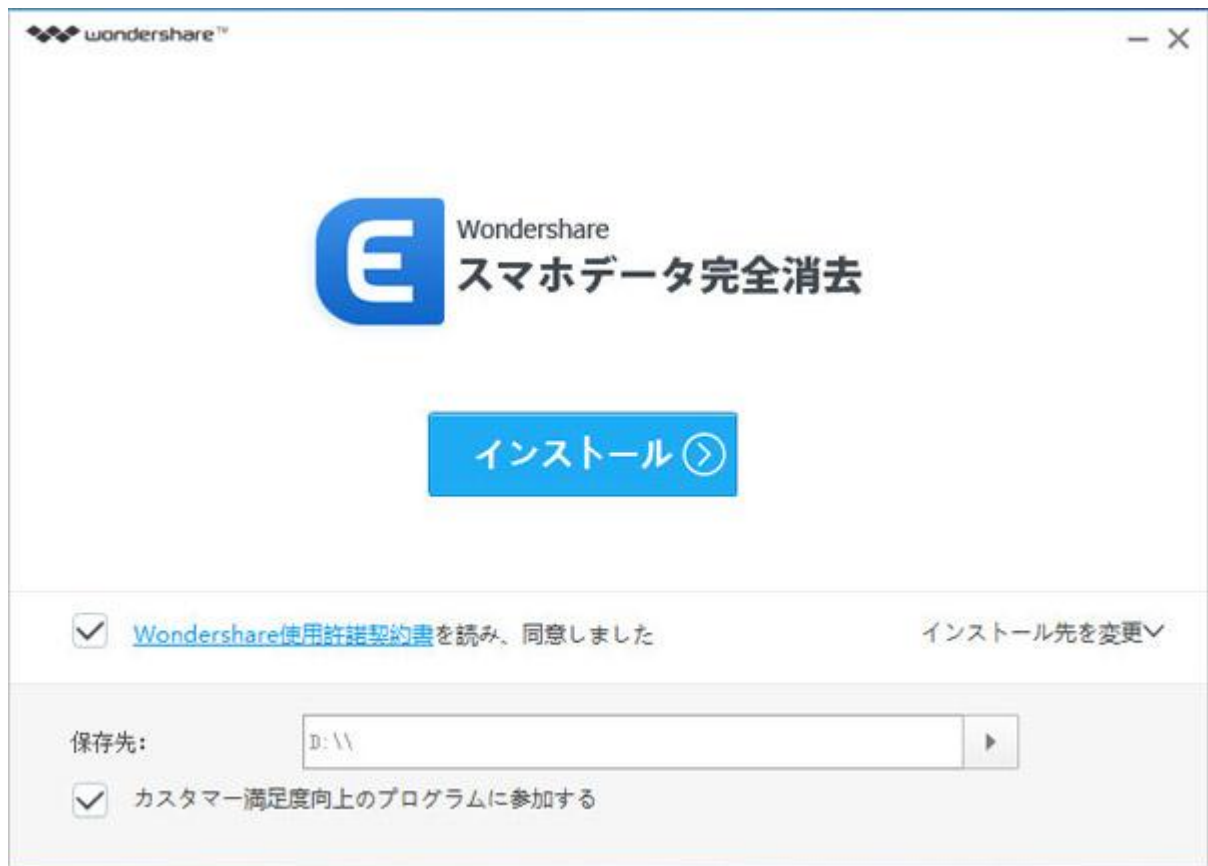 wondershare™
Wondershare
スマホデータ完全消去
インストール
Wondershare使用許諾契約書を読み、同意しました
インストール先を変更
保存先:
D:\\
カスタマー満足度向上のプログラムに参加する